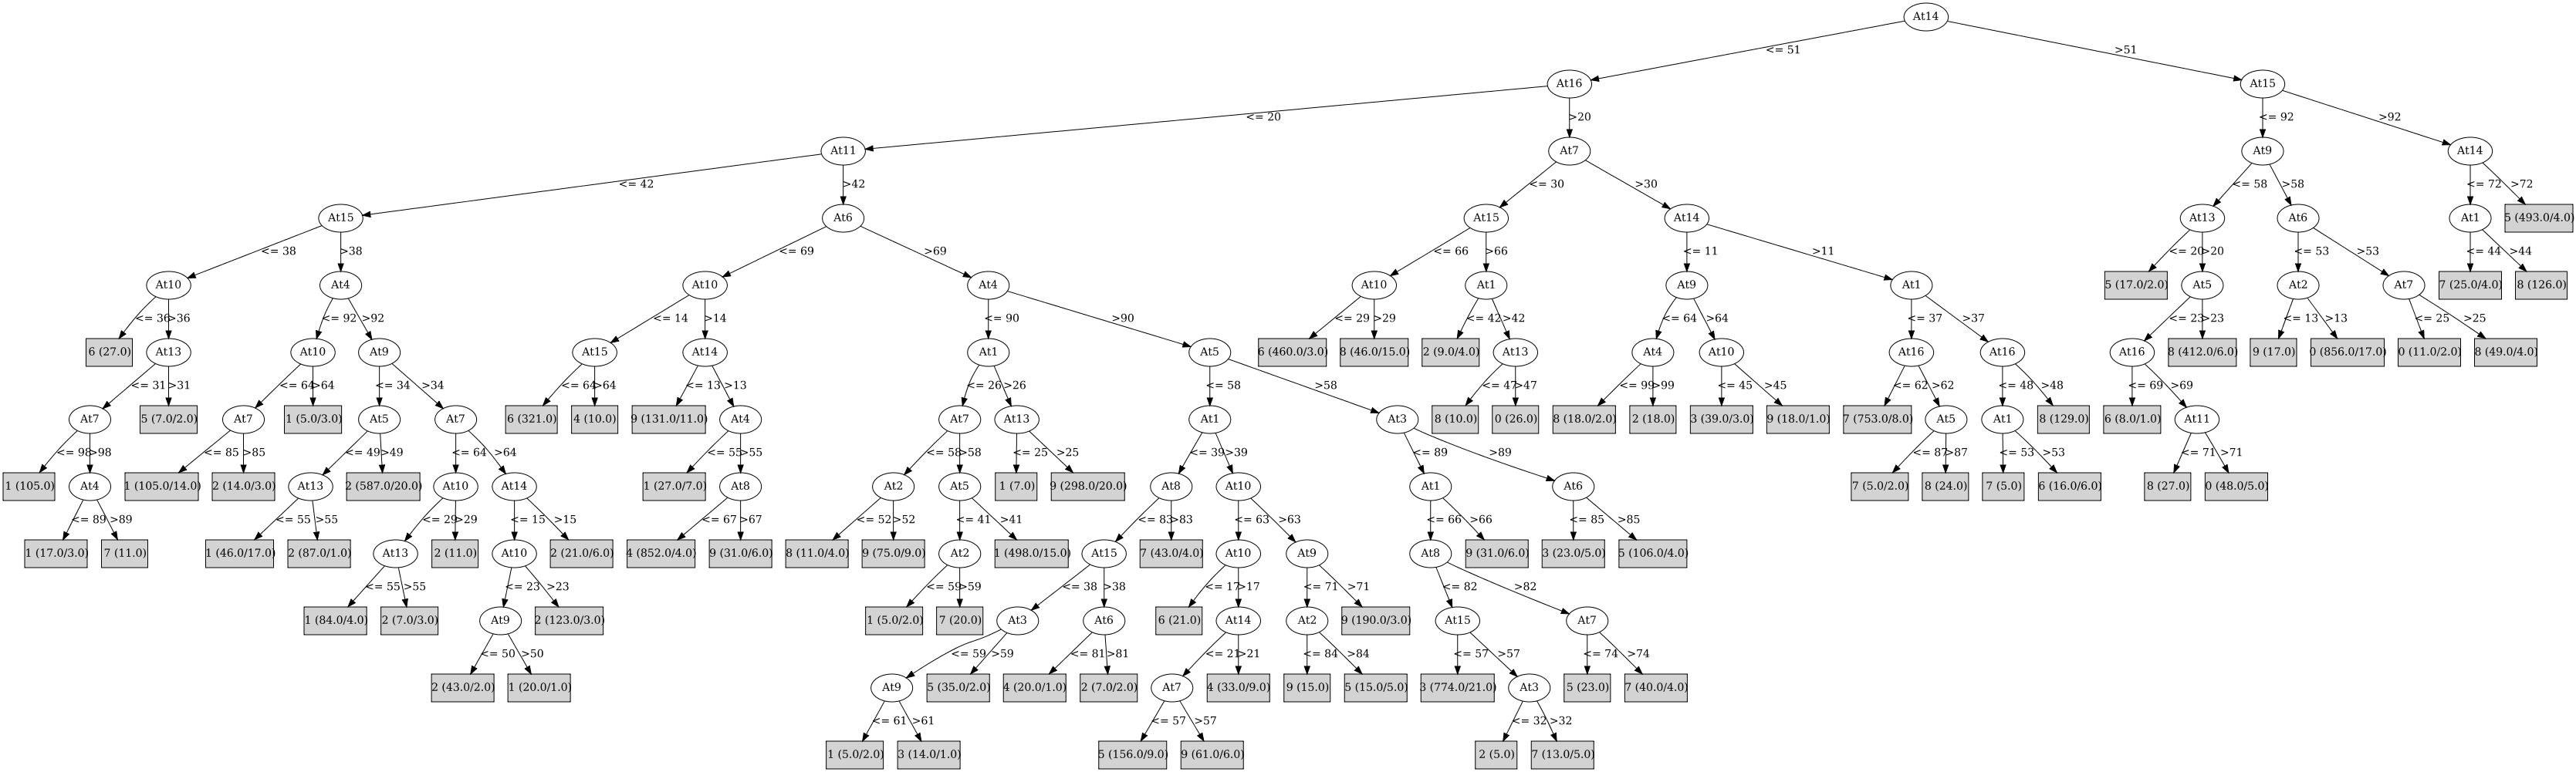 At14
<= 51 >51
At16 At15
<= 20 >20 <= 92 >92
At11 At7 At9 At14
<= 42 >42 <= 30 >30 <= 58 >58 <= 72 >72
At15 At6 At15 At14 At13 At6 At1 5 (493.0/4.0)
<= 38 >38 <= 69 >69 <= 66 >66 <= 11 >11 <= 20 >20 <= 53 >53 <= 44 >44
At10 At4 At10 At4 At10 At1 At9 At1 5 (17.0/2.0) At5 At2 At7 7 (25.0/4.0) 8 (126.0)
<= 36 >36 <= 92 >92 <= 14 >14 <= 90 >90 <= 29 >29 <= 42 >42 <= 64 >64 <= 37 >37 <= 23 >23 <= 13 >13 <= 25 >25
6 (27.0) At13 At10 At9 At15 At14 At1 At5 6 (460.0/3.0) 8 (46.0/15.0) 2 (9.0/4.0) At13 At4 At10 At16 At16 At16 8 (412.0/6.0) 9 (17.0) 0 (856.0/17.0) 0 (11.0/2.0) 8 (49.0/4.0)
<= 31 >31 <= 64 >64 <= 34 >34 <= 64 >64 <= 13 >13 <= 26 >26 <= 58 >58 <= 47 >47 <= 99 >99 <= 45 >45 <= 62 >62 <= 48 >48 <= 69 >69
At7 5 (7.0/2.0) At7 1 (5.0/3.0) At5 At7 6 (321.0) 4 (10.0) 9 (131.0/11.0) At4 At7 At13 At1 At3 8 (10.0) 0 (26.0) 8 (18.0/2.0) 2 (18.0) 3 (39.0/3.0) 9 (18.0/1.0) 7 (753.0/8.0) At5 At1 8 (129.0) 6 (8.0/1.0) At11
<= 98 >98 <= 85 >85 <= 49 >49 <= 64 >64 <= 55 >55 <= 58 >58 <= 25 >25 <= 39 >39 <= 89 >89 <= 87 >87 <= 53 >53 <= 71 >71
1 (105.0) At4 1 (105.0/14.0) 2 (14.0/3.0) At13 2 (587.0/20.0) At10 At14 1 (27.0/7.0) At8 At2 At5 1 (7.0) 9 (298.0/20.0) At8 At10 At1 At6 7 (5.0/2.0) 8 (24.0) 7 (5.0) 6 (16.0/6.0) 8 (27.0) 0 (48.0/5.0)
<= 89 >89 <= 55 >55 <= 29 >29 <= 15 >15 <= 67 >67 <= 52 >52 <= 41 >41 <= 83 >83 <= 63 >63 <= 66 >66 <= 85 >85
1 (17.0/3.0) 7 (11.0) 1 (46.0/17.0) 2 (87.0/1.0) At13 2 (11.0) At10 2 (21.0/6.0) 4 (852.0/4.0) 9 (31.0/6.0) 8 (11.0/4.0) 9 (75.0/9.0) At2 1 (498.0/15.0) At15 7 (43.0/4.0) At10 At9 At8 9 (31.0/6.0) 3 (23.0/5.0) 5 (106.0/4.0)
<= 55 >55 <= 23 >23 <= 59 >59 <= 38 >38 <= 17 >17 <= 71 >71 <= 82 >82
1 (84.0/4.0) 2 (7.0/3.0) At9 2 (123.0/3.0) 1 (5.0/2.0) 7 (20.0) At3 At6 6 (21.0) At14 At2 9 (190.0/3.0) At15 At7
<= 50 >50 <= 59 >59 <= 81 >81 <= 21 >21 <= 84 >84 <= 57 >57 <= 74 >74
2 (43.0/2.0) 1 (20.0/1.0) At9 5 (35.0/2.0) 4 (20.0/1.0) 2 (7.0/2.0) At7 4 (33.0/9.0) 9 (15.0) 5 (15.0/5.0) 3 (774.0/21.0) At3 5 (23.0) 7 (40.0/4.0)
<= 61 >61 <= 57 >57 <= 32 >32
1 (5.0/2.0) 3 (14.0/1.0) 5 (156.0/9.0) 9 (61.0/6.0) 2 (5.0) 7 (13.0/5.0)